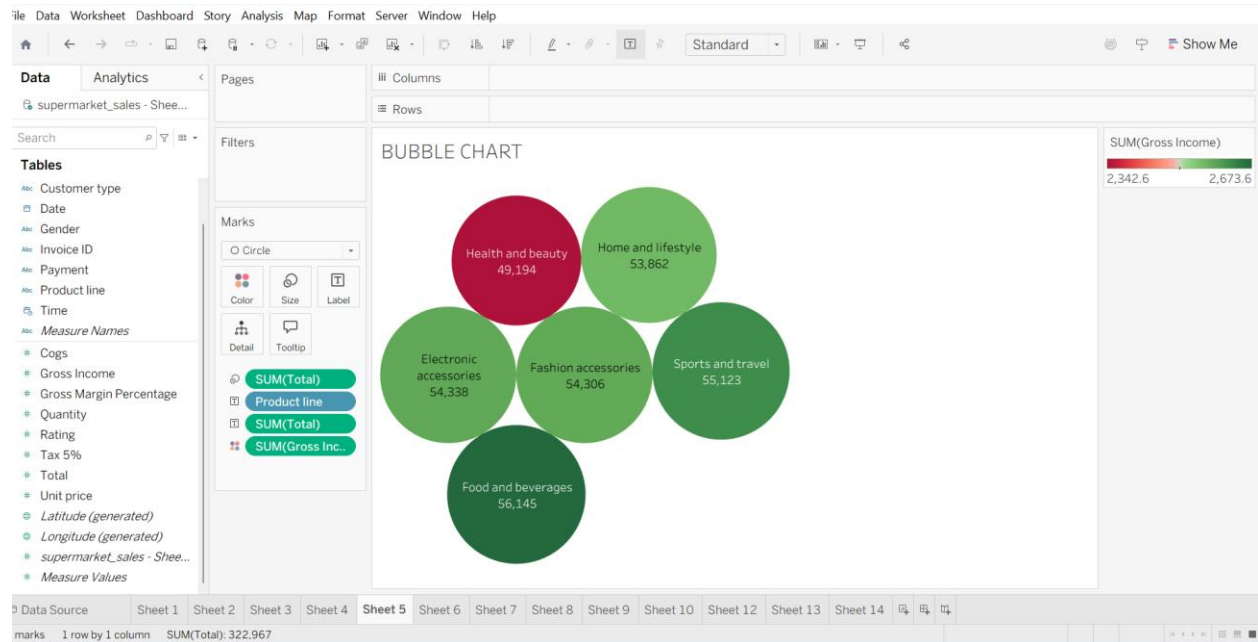 File Data Worksheet Dashboard Story Analysis Map Format Server Window Help
Standard
Show Me
Data Analytics
supermarket_sales - Shee...
Search
Tables
Abc Customer type
Date
Abc Gender
Abc Invoice ID
Abc Payment
Abc Product line
Time
Abc Measure Names
# Cogs
# Gross Income
# Gross Margin Percentage
# Quantity
# Rating
# Tax 5%
# Total
# Unit price
Latitude (generated)
Longitude (generated)
# supermarket_sales - Shee...
# Measure Values
Pages
Filters
Marks
Circle
Color Size Label
Detail Tooltip
SUM(Total)
Product line
SUM(Total)
SUM(Gross Inc..
Columns
Rows
BUBBLE CHART
Health and beauty
49,194
Home and lifestyle
53,862
Electronic
accessories
54,338
Fashion accessories
54,306
Sports and travel
55,123
Food and beverages
56,145
SUM(Gross Income)
2,342.6 2,673.6
Data Source Sheet 1 Sheet 2 Sheet 3 Sheet 4 Sheet 5 Sheet 6 Sheet 7 Sheet 8 Sheet 9 Sheet 10 Sheet 12 Sheet 13 Sheet 14
marks 1 row by 1 column SUM(Total): 322,967